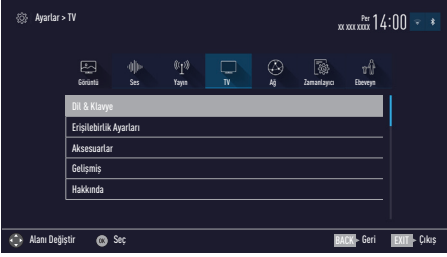 Ayarlar > TV
Per
xx xxx xxxx 14:00
Görüntü Ses Yayın TV Ağ Zamanlayıcı Ebeveyn
Dil & Klavye
Erişilebilirlik Ayarları
Aksesuarlar
Gelişmiş
Hakkında
Alanı Değiştir OK Seç BACK Geri EXIT Çıkış